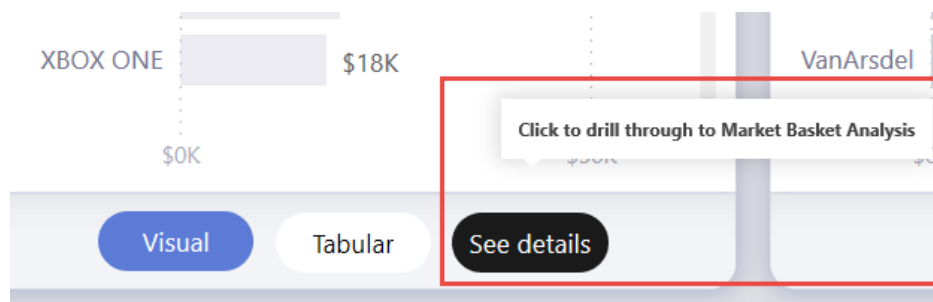 XBOX ONE
$18K
VanArsdel
Click to drill through to Market Basket Analysis
$0K
Visual
Tabular
See details